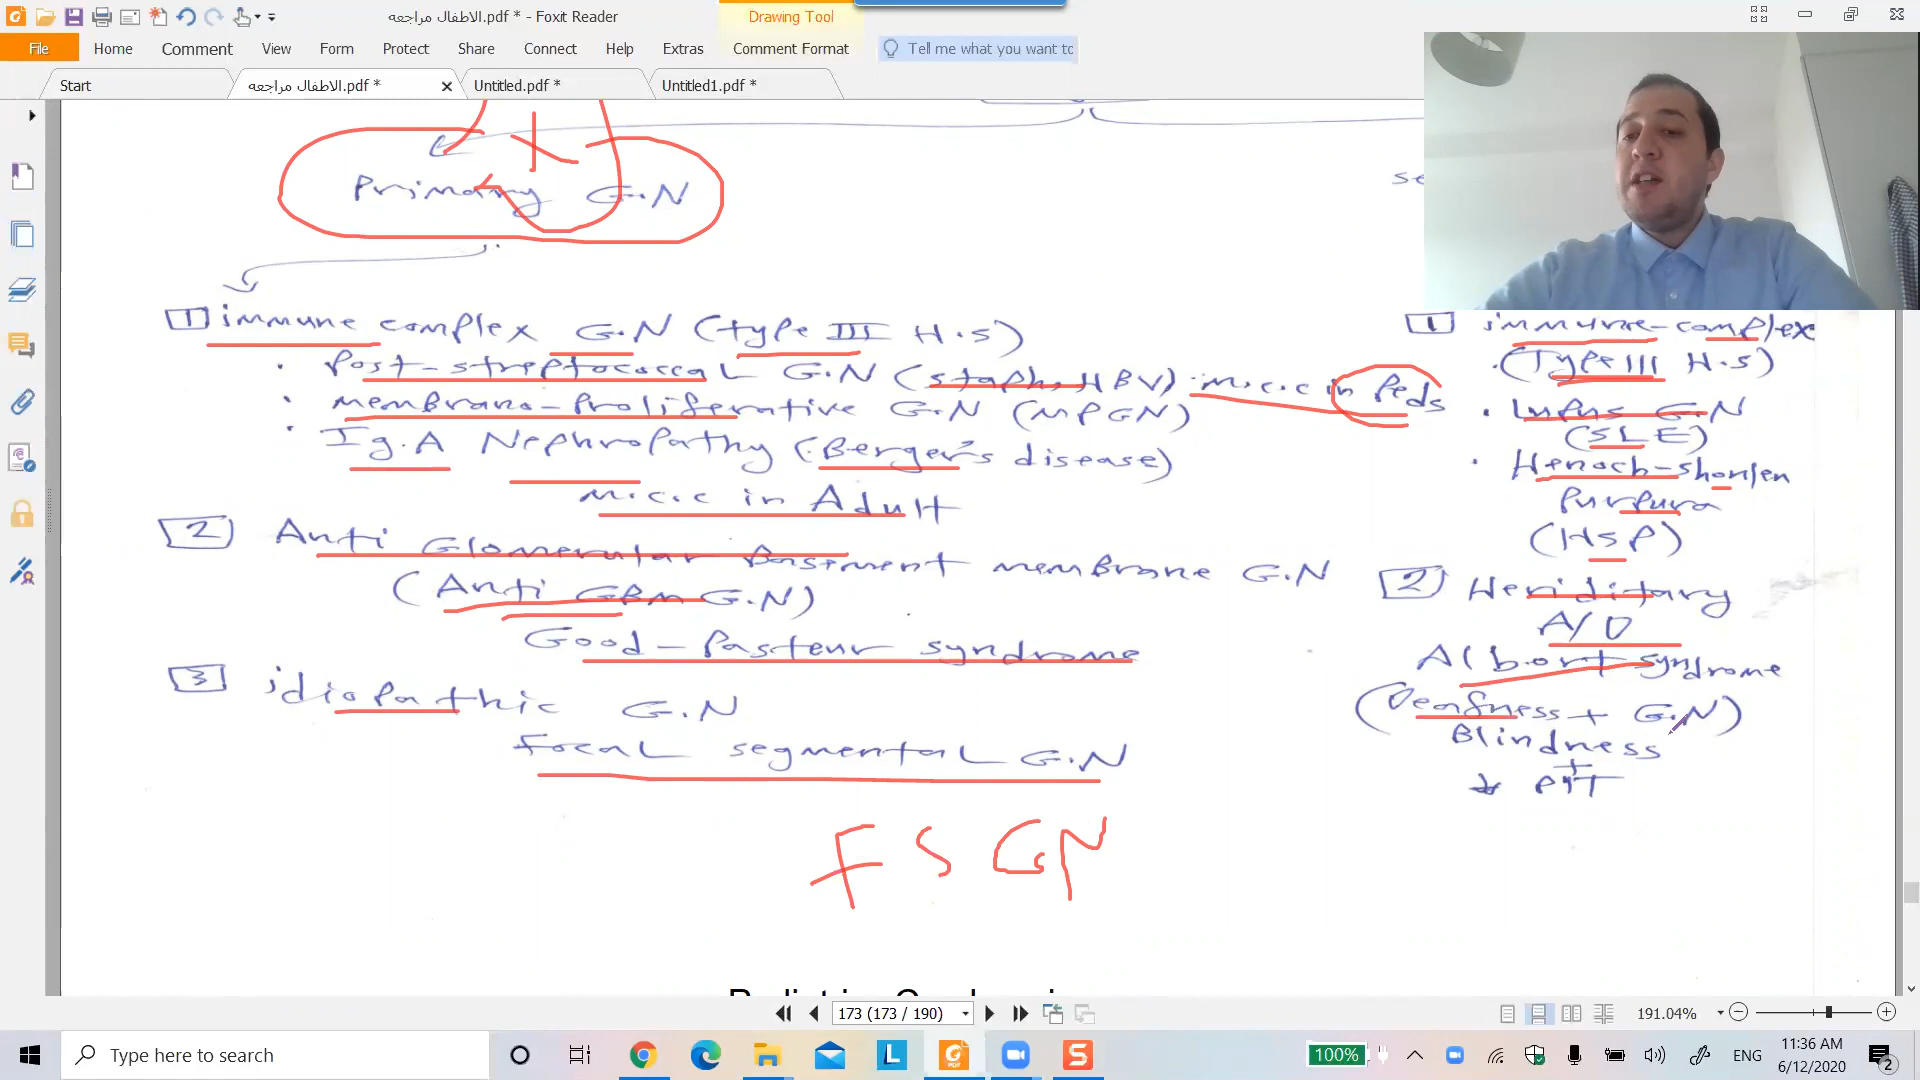 الاطفال مراجعه.pdf * - Foxit Reader
Drawing Tool
File
Home
Comment
View
Form
Protect
Share
Connect
Help
Extras
Comment Format
Tell me what you want to
Start
الاطفال مراجعه.pdf *
Untitled.pdf *
Untitled1.pdf *
Primary G.N
1 immune complex G.N (type III H.S)
• Post-streptococcal G.N (staph, HBV) • M.C.C in Peds
• membrano-Proliferative G.N (MPGN)
• Ig.A Nephropathy (Berger's disease)
M.C.C in Adult
2 Anti Glomerular Basement membrane G.N
(Anti GBM G.N)
Good-Pasteur syndrome
3 idiopathic G.N
Focal segmental G.N
FSGN
1 immune-complex
(Type III H.S)
• Lupus G.N
(SLE)
• Henoch-shonlen
Purpura
(HSP)
2 Heriditary
A/D
Albort syndrome
(Deafness + G.N)
Blindness
+
173 (173 / 190)
191.04%
Type here to search
100%
ENG
11:36 AM
6/12/2020
2